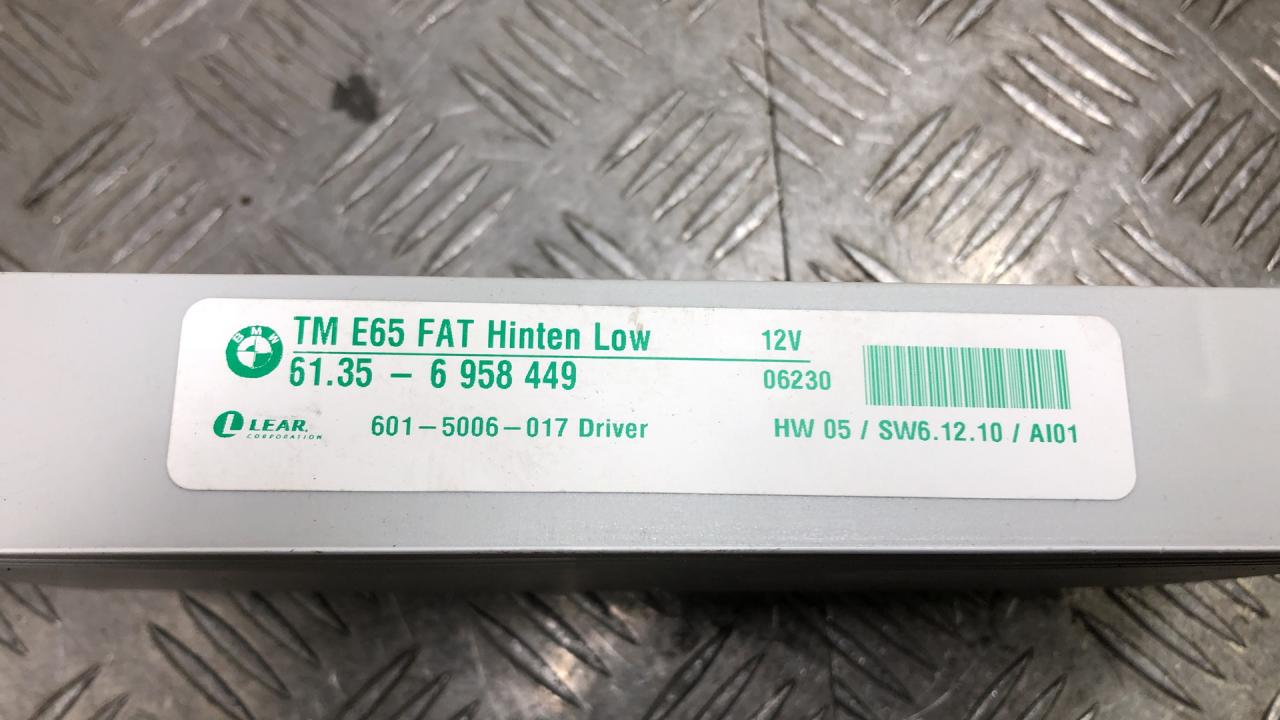 BMW
TM E65 FAT Hinten Low 12V
61.35 – 6 958 449 06230
LEAR. 601–5006–017 Driver HW 05 / SW6.12.10 / AI01
CORPORATION